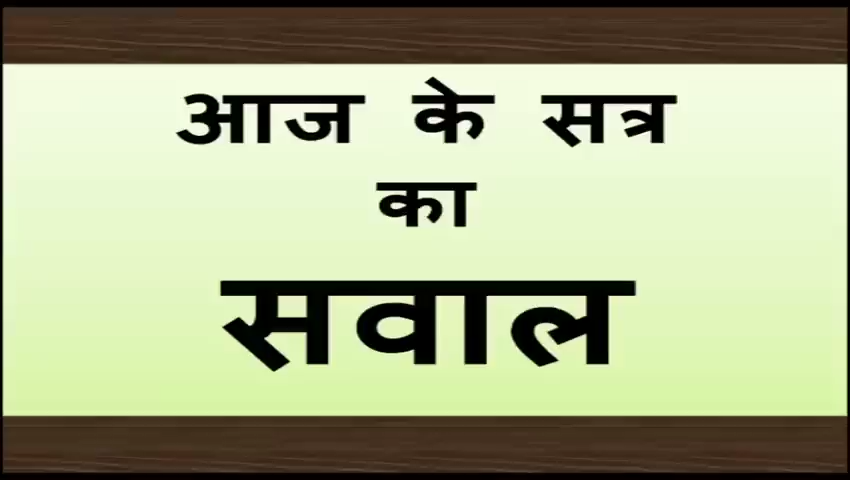 आज के सत्र
का
सवाल